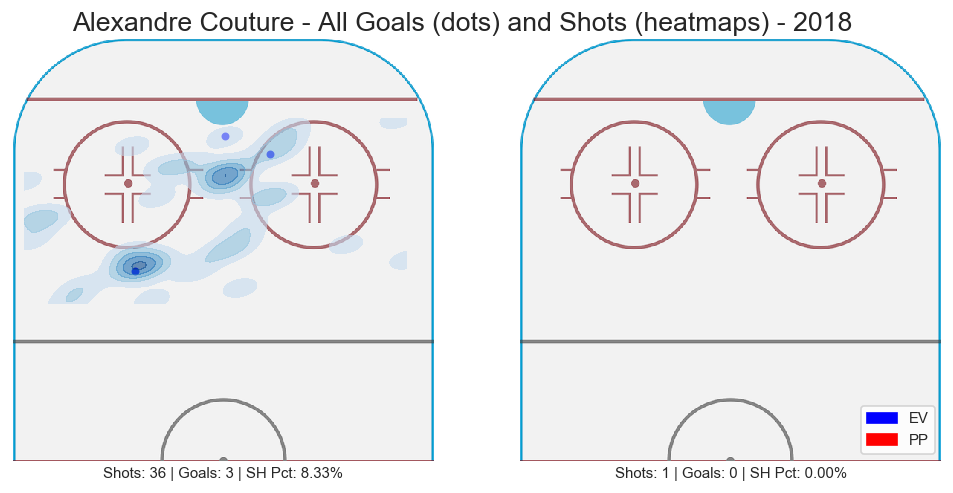 Alexandre Couture - All Goals (dots) and Shots (heatmaps) - 2018
EV
PP
Shots: 36 | Goals: 3 | SH Pct: 8.33%
Shots: 1 | Goals: 0 | SH Pct: 0.00%